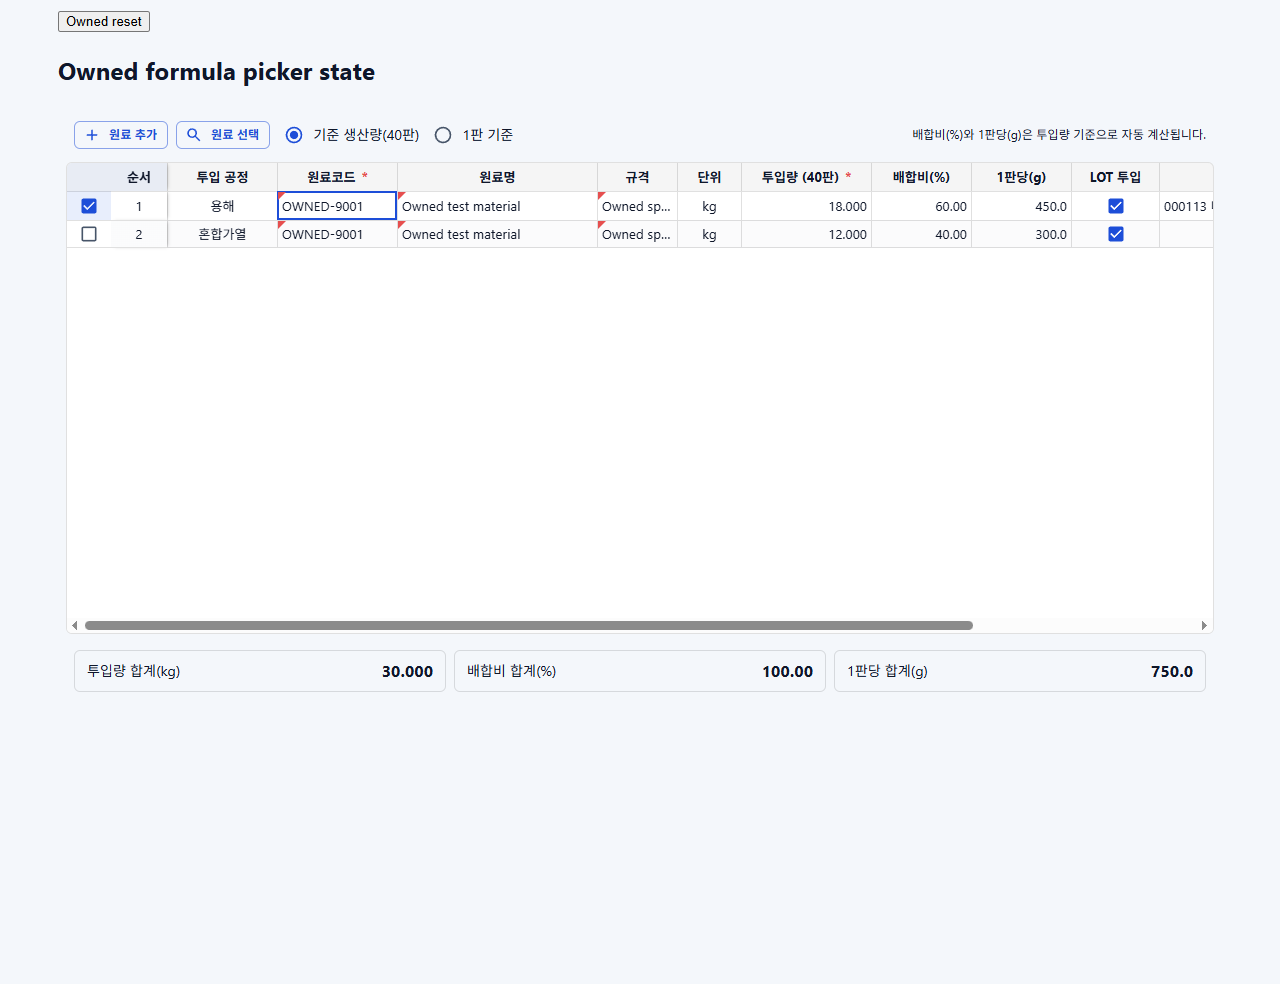 Owned reset
Owned formula picker state
원료 추가 원료 선택 기준 생산량(40판) 1판 기준 배합비(%)와 1판당(g)은 투입량 기준으로 자동 계산됩니다.
순서 투입 공정 원료코드 * 원료명 규격 단위 투입량 (40판) * 배합비(%) 1판당(g) LOT 투입
1 용해 OWNED-9001 Owned test material Owned sp... kg 18.000 60.00 450.0 000113
2 혼합가열 OWNED-9001 Owned test material Owned sp... kg 12.000 40.00 300.0
투입량 합계(kg) 30.000 배합비 합계(%) 100.00 1판당 합계(g) 750.0